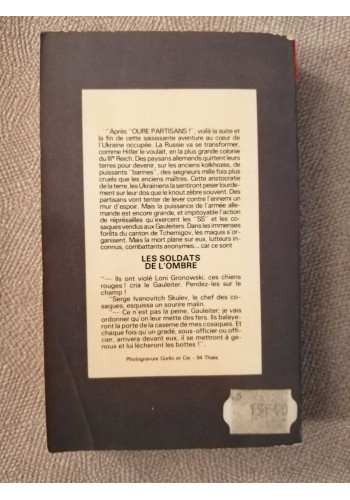 "Après "OURE PARTISANS !", voilà la suite et
la fin de cette saisissante aventure au cœur de
l'Ukraine occupée. La Russie va se transformer,
comme Hitler le voulait, en la plus grande colonie
du IIIᵉ Reich. Des paysans allemands quittent leurs
terres pour devenir, sur les anciens kolkhozes, de
puissants "barines", des seigneurs mille fois plus
cruels que les anciens maîtres. Cette aristocratie
de la terre, les Ukrainiens la sentiront peser lourde-
ment sur leur dos que le knout zèbre souvent. Des
partisans vont tenter de lever contre l'ennemi un
mur d'espoir. Mais la puissance de l'armée alle-
mande est encore grande, et impitoyable l'action
de répresailles qu'exercent les "SS" et les co-
saques vendus aux Gauleiters. Dans les immenses
forêts du canton de Tchernigov, les maquis s'or-
ganisent. Mais la mort plane sur eux, lutteurs in-
connus, combattants anonymes... car ce sont
LES SOLDATS
DE L'OMBRE
"— Ils ont violé Loni Gronowski, ces chiens
rouges ! cria le Gauleiter. Pendez-les sur le
champ !
"Serge Ivanovitch Skuiev, le chef des co-
saques, esquissa un sourire malin.
"— Ce n'est pas la peine, Gauleiter; je vais
ordonner qu'on leur mette des fers. Ils balaye-
ront la porte de la caserne de mes cosaques. Et
chaque fois qu'un gradé, sous-officier ou offi-
cier, arrivera devant eux, il se mettront à ge-
noux et lui lécheront les bottes !"
Photogravure Gorlin et Cie - 94 Thiais